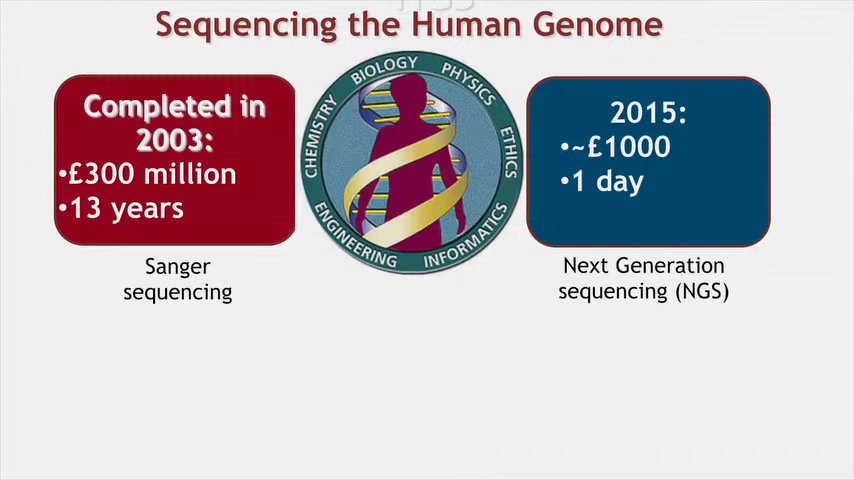 Sequencing the Human Genome
Completed in
2003:
•£300 million
•13 years
Sanger
sequencing
CHEMISTRY BIOLOGY PHYSICS ETHICS
ENGINEERING INFORMATICS
2015:
•~£1000
•1 day
Next Generation
sequencing (NGS)